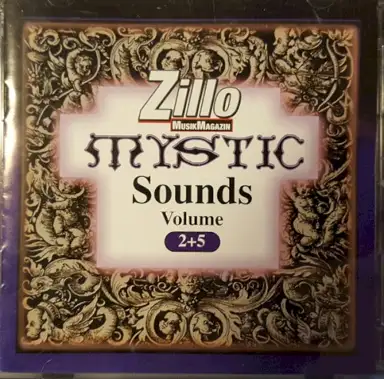 Zillo
MUSIKMAGAZIN
MYSTIC
Sounds
Volume
2+5